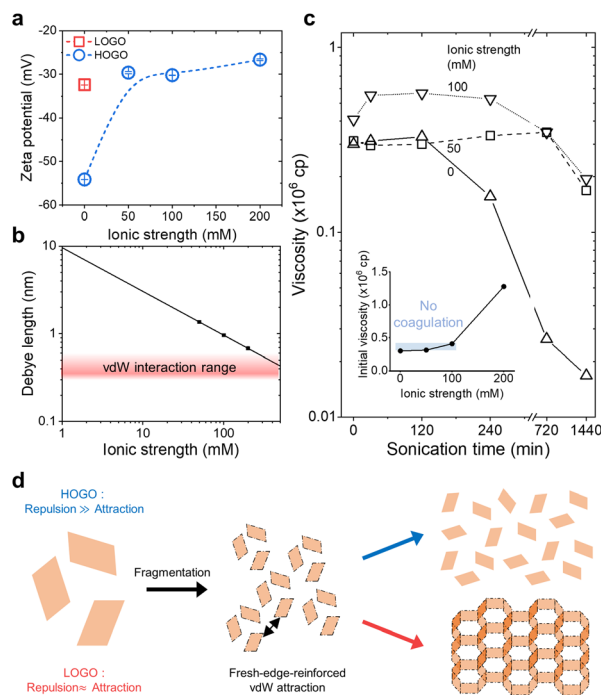 a
LOGO
HOGO
Zeta potential (mV)
-20
-30
-40
-50
-60
0 50 100 150 200
Ionic strength (mM)
b
Debye length (nm)
10
1
0.1
vdW interaction range
1 10 100
Ionic strength (mM)
c
Viscosity (x10⁶ cp)
1
0.1
0.01
Ionic strength
(mM)
100
50
0
Initial viscosity (x10⁶ cp)
1.5
1.0
0.5
0.0
No
coagulation
0 100 200
Ionic strength (mM)
0 120 240 720 1440
Sonication time (min)
d
HOGO :
Repulsion ≫ Attraction
Fragmentation
LOGO :
Repulsion≈ Attraction
Fresh-edge-reinforced
vdW attraction